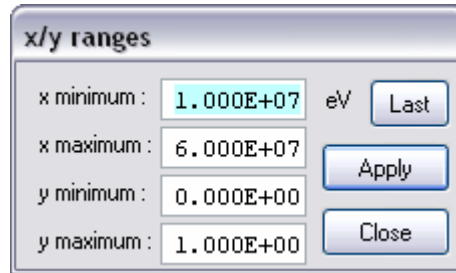 x/y ranges
x minimum : 1.000E+07 eV Last
x maximum : 6.000E+07
Apply
y minimum : 0.000E+00
y maximum : 1.000E+00 Close